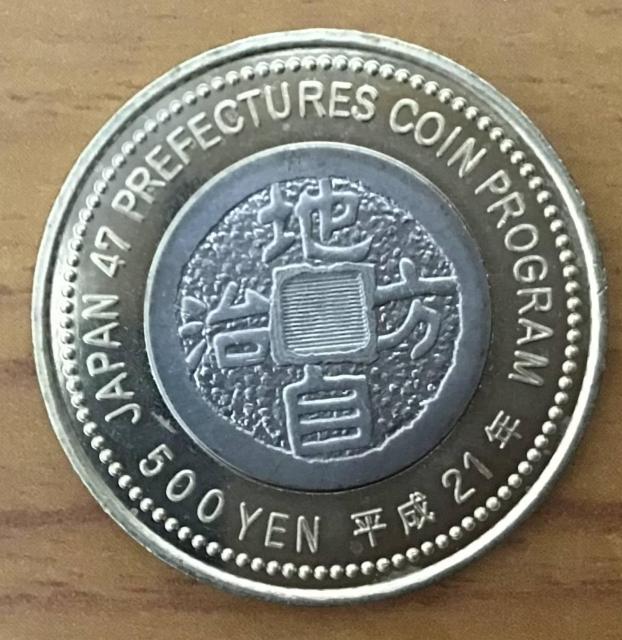 JAPAN 47 PREFECTURES COIN PROGRAM
500 YEN 平成 21 年
地
方
自
治